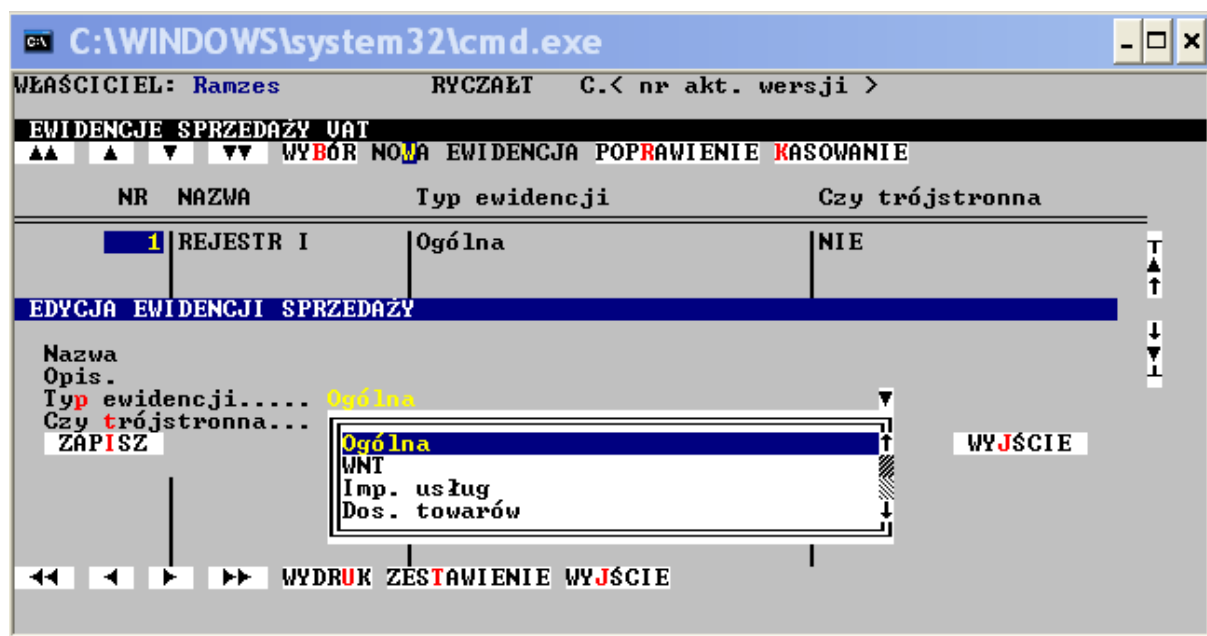 C:\WINDOWS\system32\cmd.exe
WŁAŚCICIEL: Ramzes RYCZAŁT C.< nr akt. wersji >
EWIDENCJE SPRZEDAŻY VAT
WYBÓR NOWA EWIDENCJA POPRAWIENIE KASOWANIE
NR NAZWA Typ ewidencji Czy trójstronna
1 REJESTR I Ogólna NIE
EDYCJA EWIDENCJI SPRZEDAŻY
Nazwa
Opis.
Typ ewidencji..... Ogólna
Czy trójstronna...
ZAPISZ Ogólna WYJŚCIE
WNT
Imp. usług
Dos. towarów
WYDRUK ZESTAWIENIE WYJŚCIE